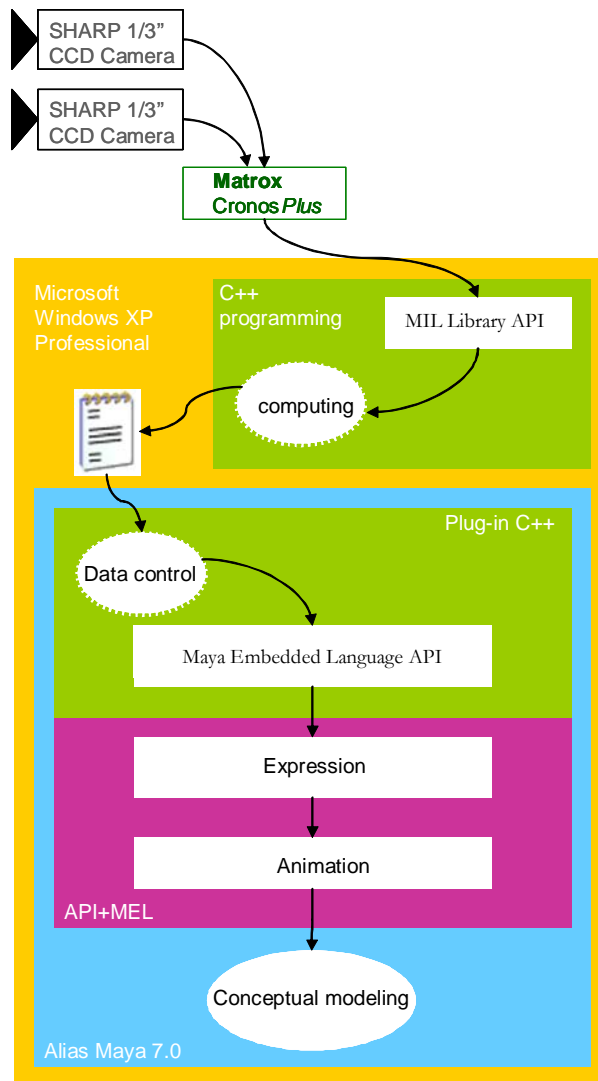 SHARP 1/3”
CCD Camera
SHARP 1/3”
CCD Camera
Matrox
CronosPlus
Microsoft
Windows XP
Professional
C++
programming
MIL Library API
computing
Plug-in C++
Data control
Maya Embedded Language API
Expression
Animation
API+MEL
Conceptual modeling
Alias Maya 7.0